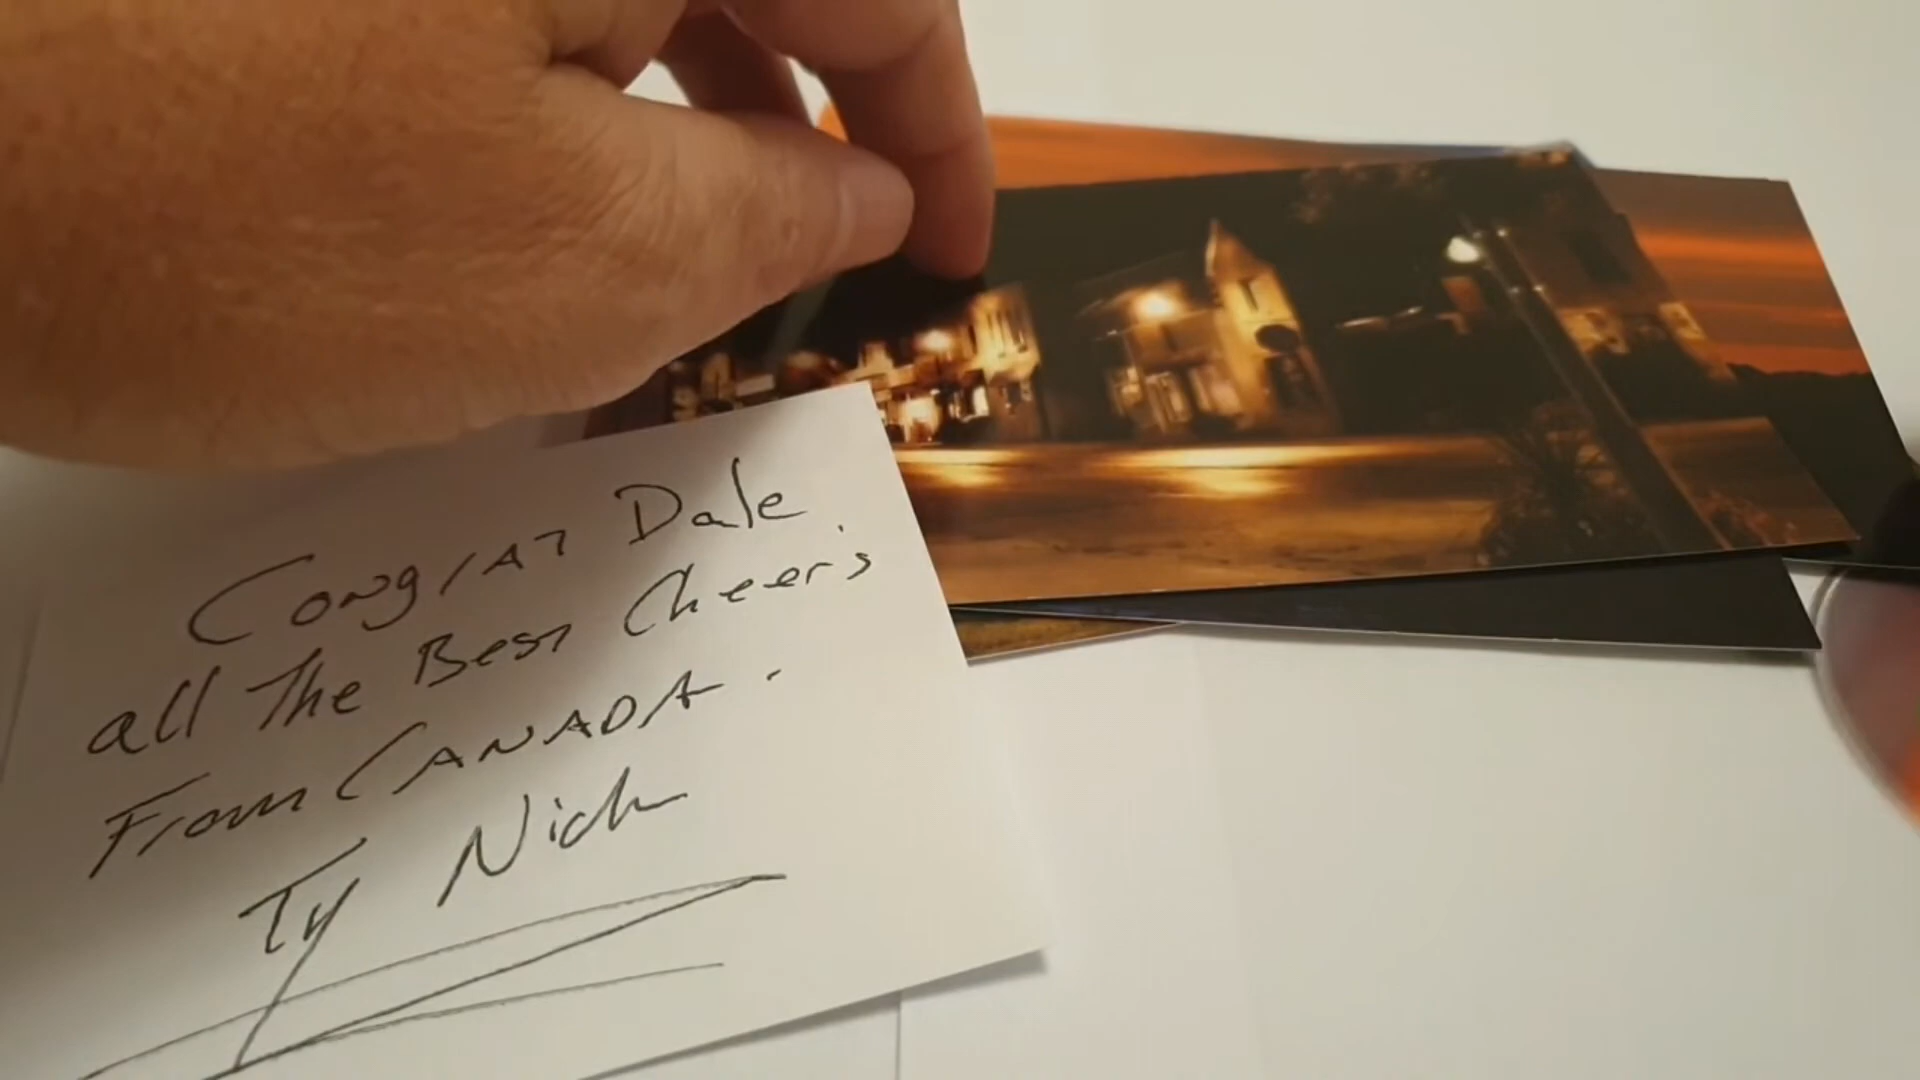 CongrAT Dale
all The Best Cheer's
From CANADA.
Ty Nick